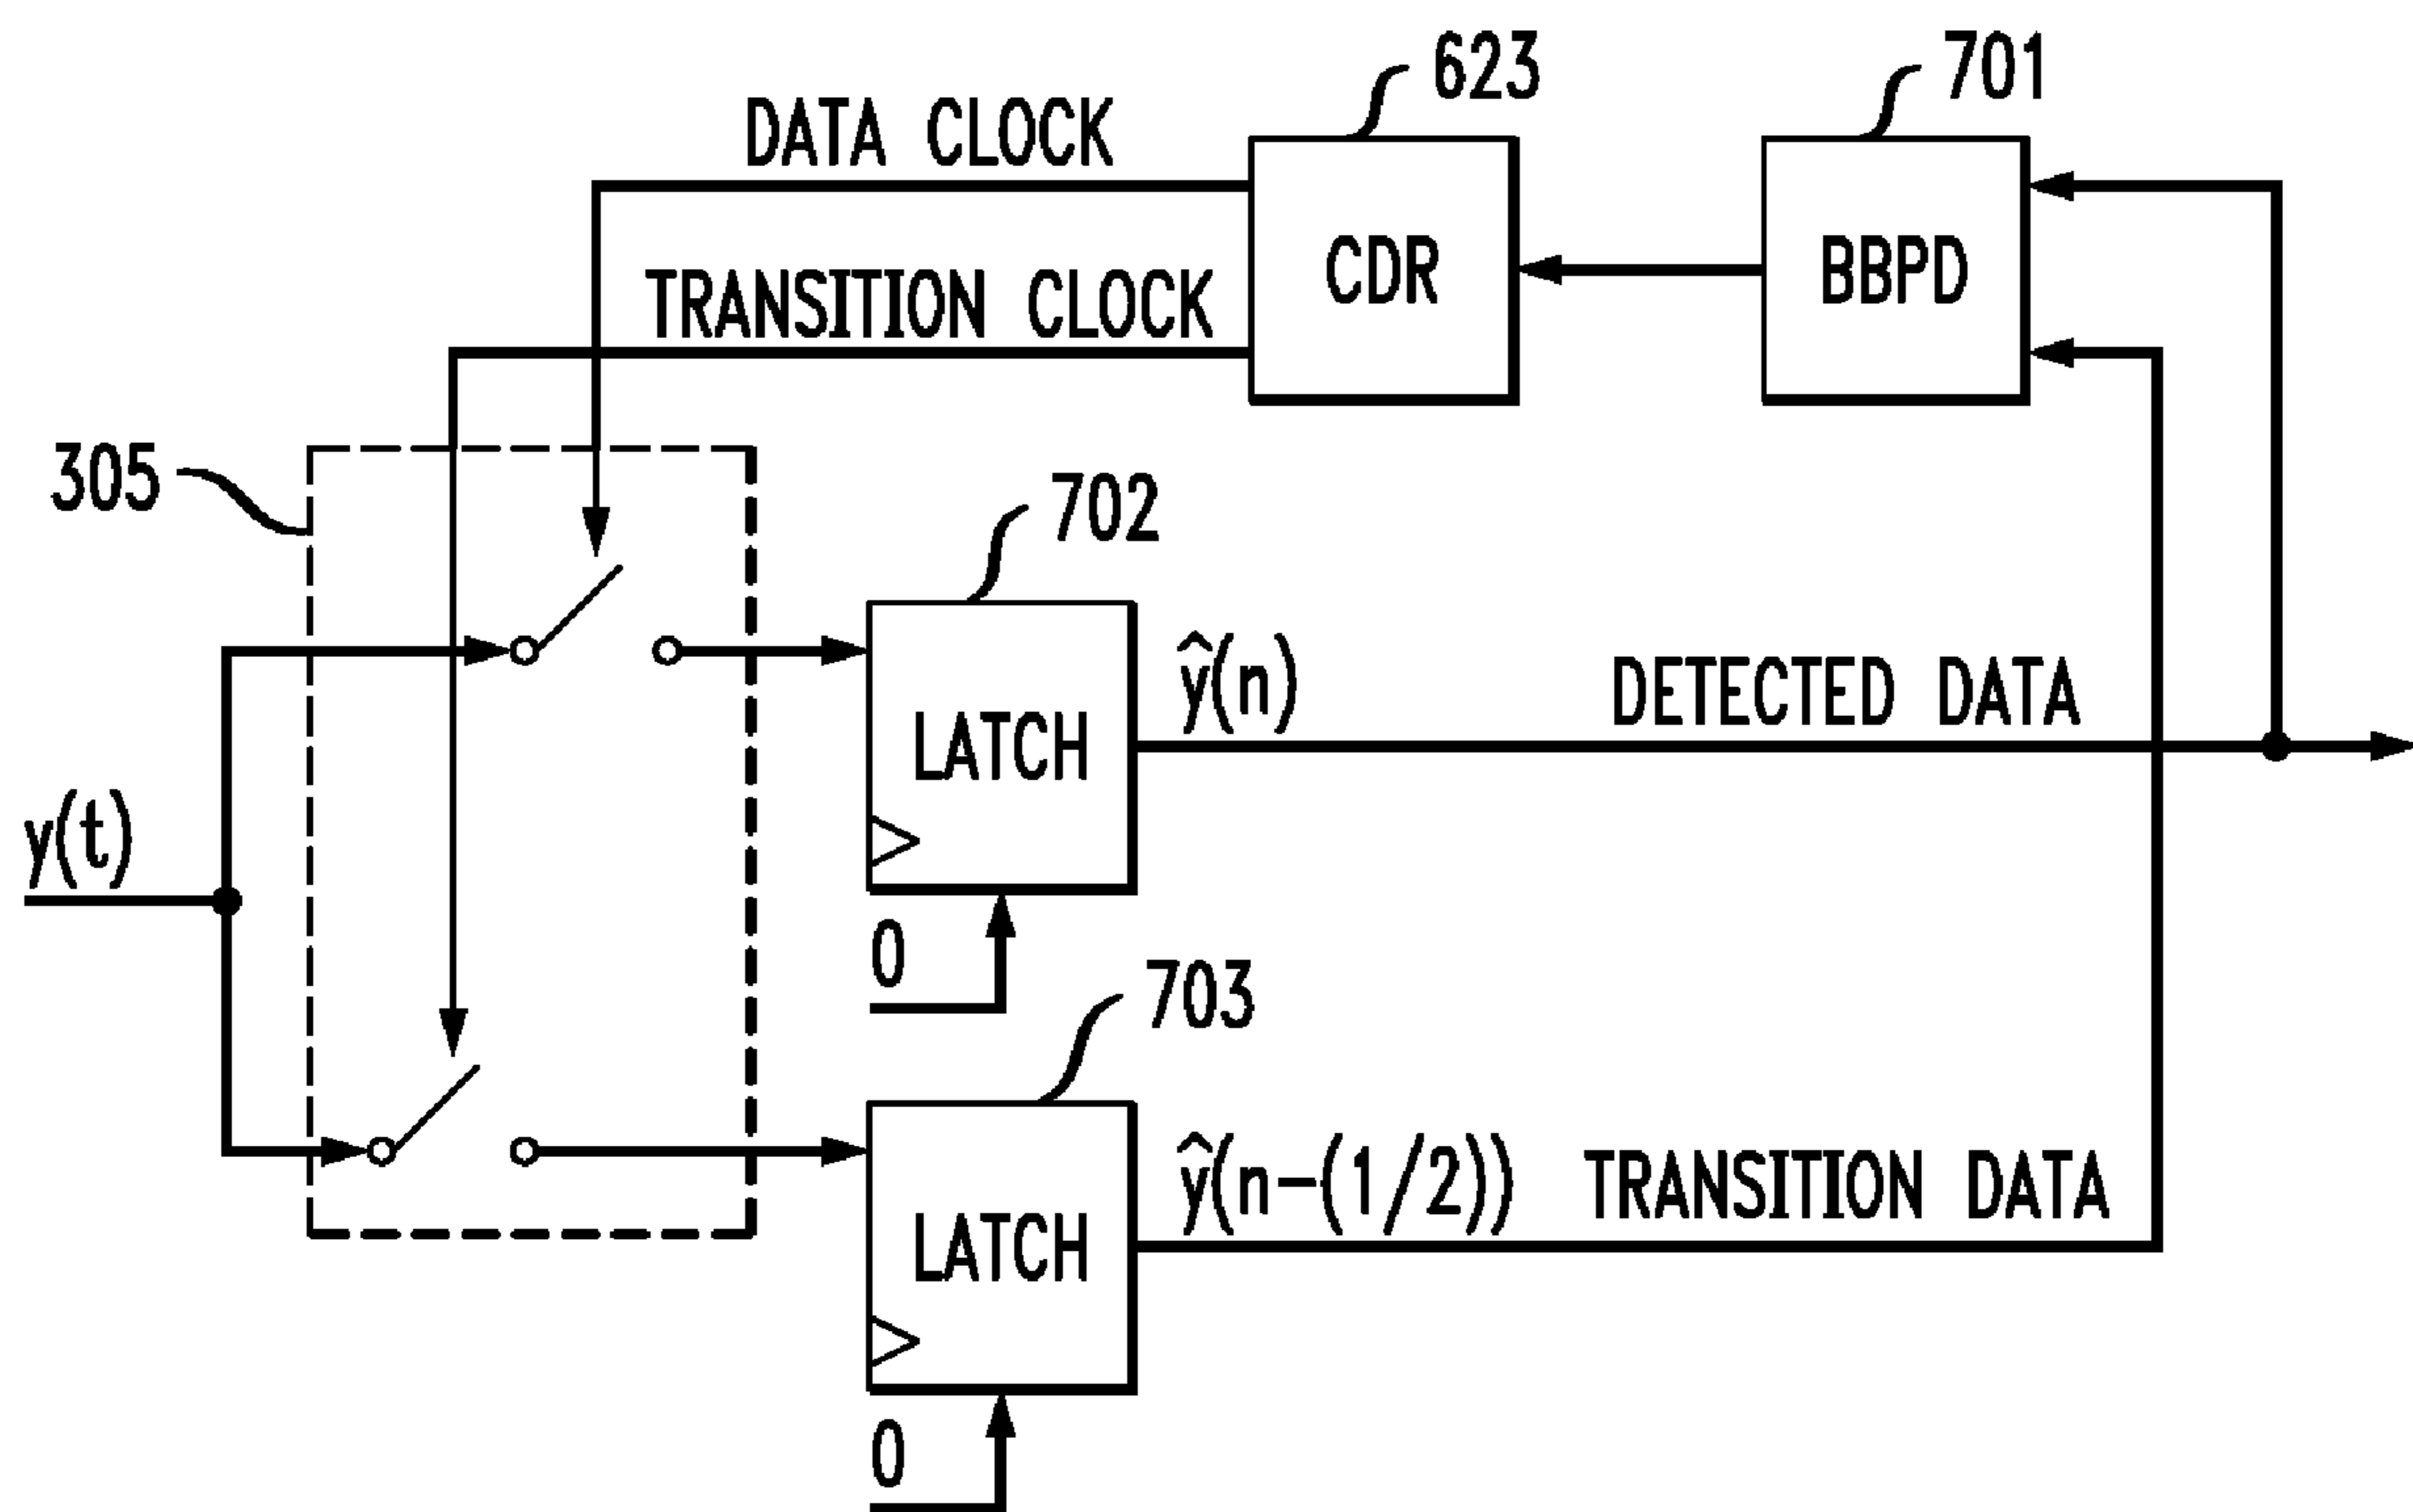 623
701
DATA CLOCK
CDR
BBPD
TRANSITION CLOCK
305
702
LATCH
ŷ(n)
DETECTED DATA
y(t)
0
703
LATCH
ŷ(n-(1/2))
TRANSITION DATA
0